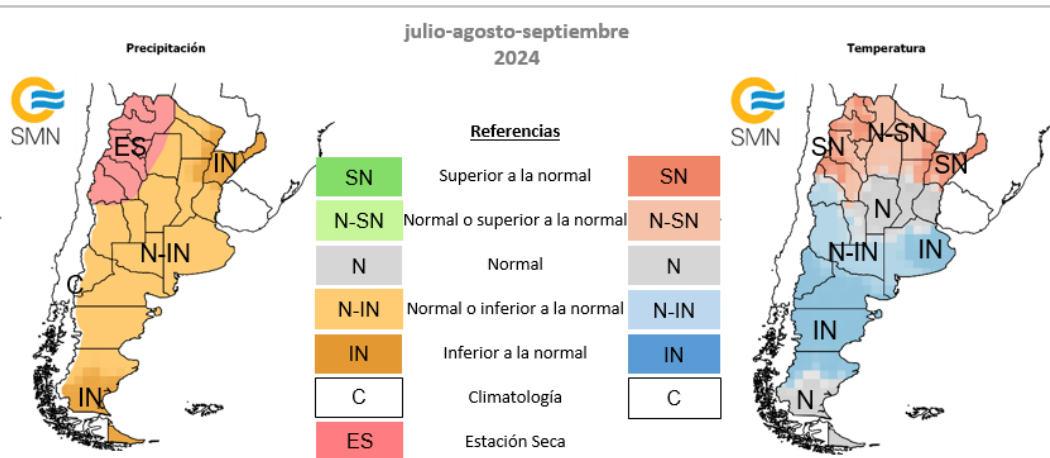 julio-agosto-septiembre
2024
Precipitación
Temperatura
SMN
SMN
Referencias
ES
IN
N-IN
C
IN
SN
Superior a la normal
SN
N-SN
Normal o superior a la normal
N-SN
N
Normal
N
N-IN
Normal o inferior a la normal
N-IN
IN
Inferior a la normal
IN
C
Climatología
C
ES
Estación Seca
SN
N-SN
SN
N
N-IN
IN
IN
N